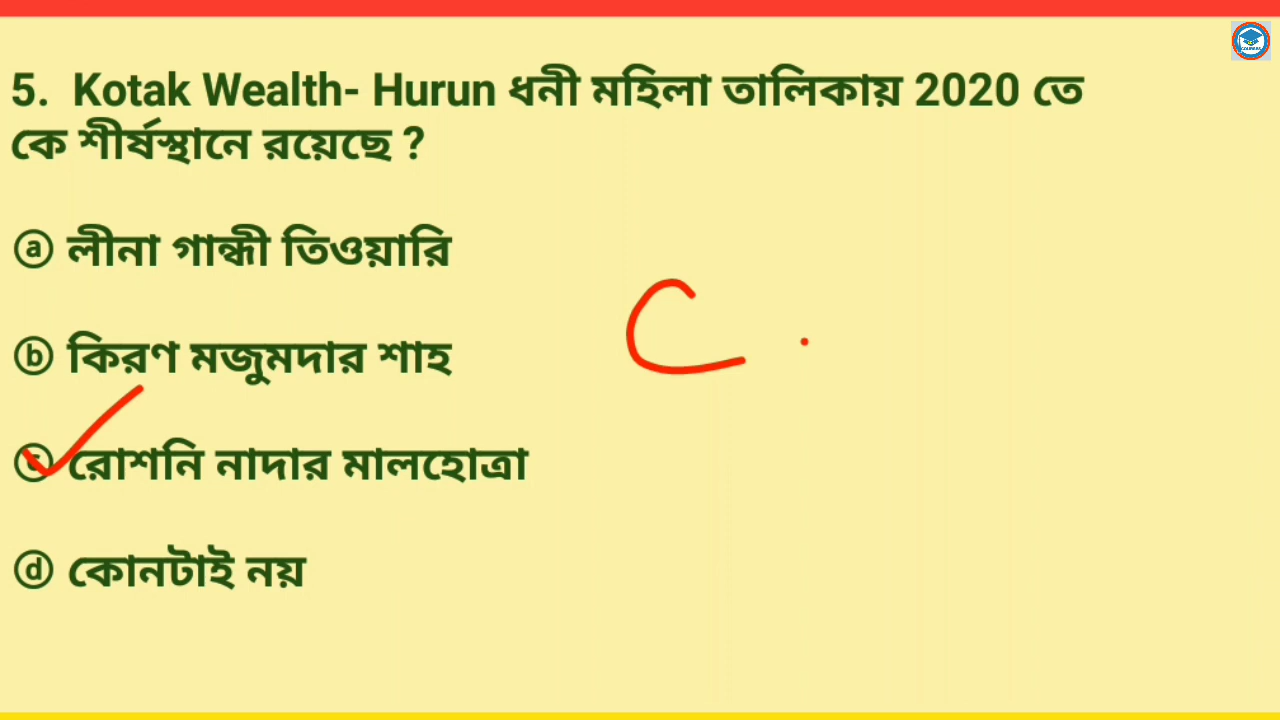 5. Kotak Wealth- Hurun ধনী মহিলা তালিকায় 2020 তে
কে শীর্ষস্থানে রয়েছে ?
ⓐ লীনা গান্ধী তিওয়ারি
ⓑ কিরণ মজুমদার শাহ
C .
ⓒ রোশনি নাদার মালহোত্রা
ⓓ কোনটাই নয়